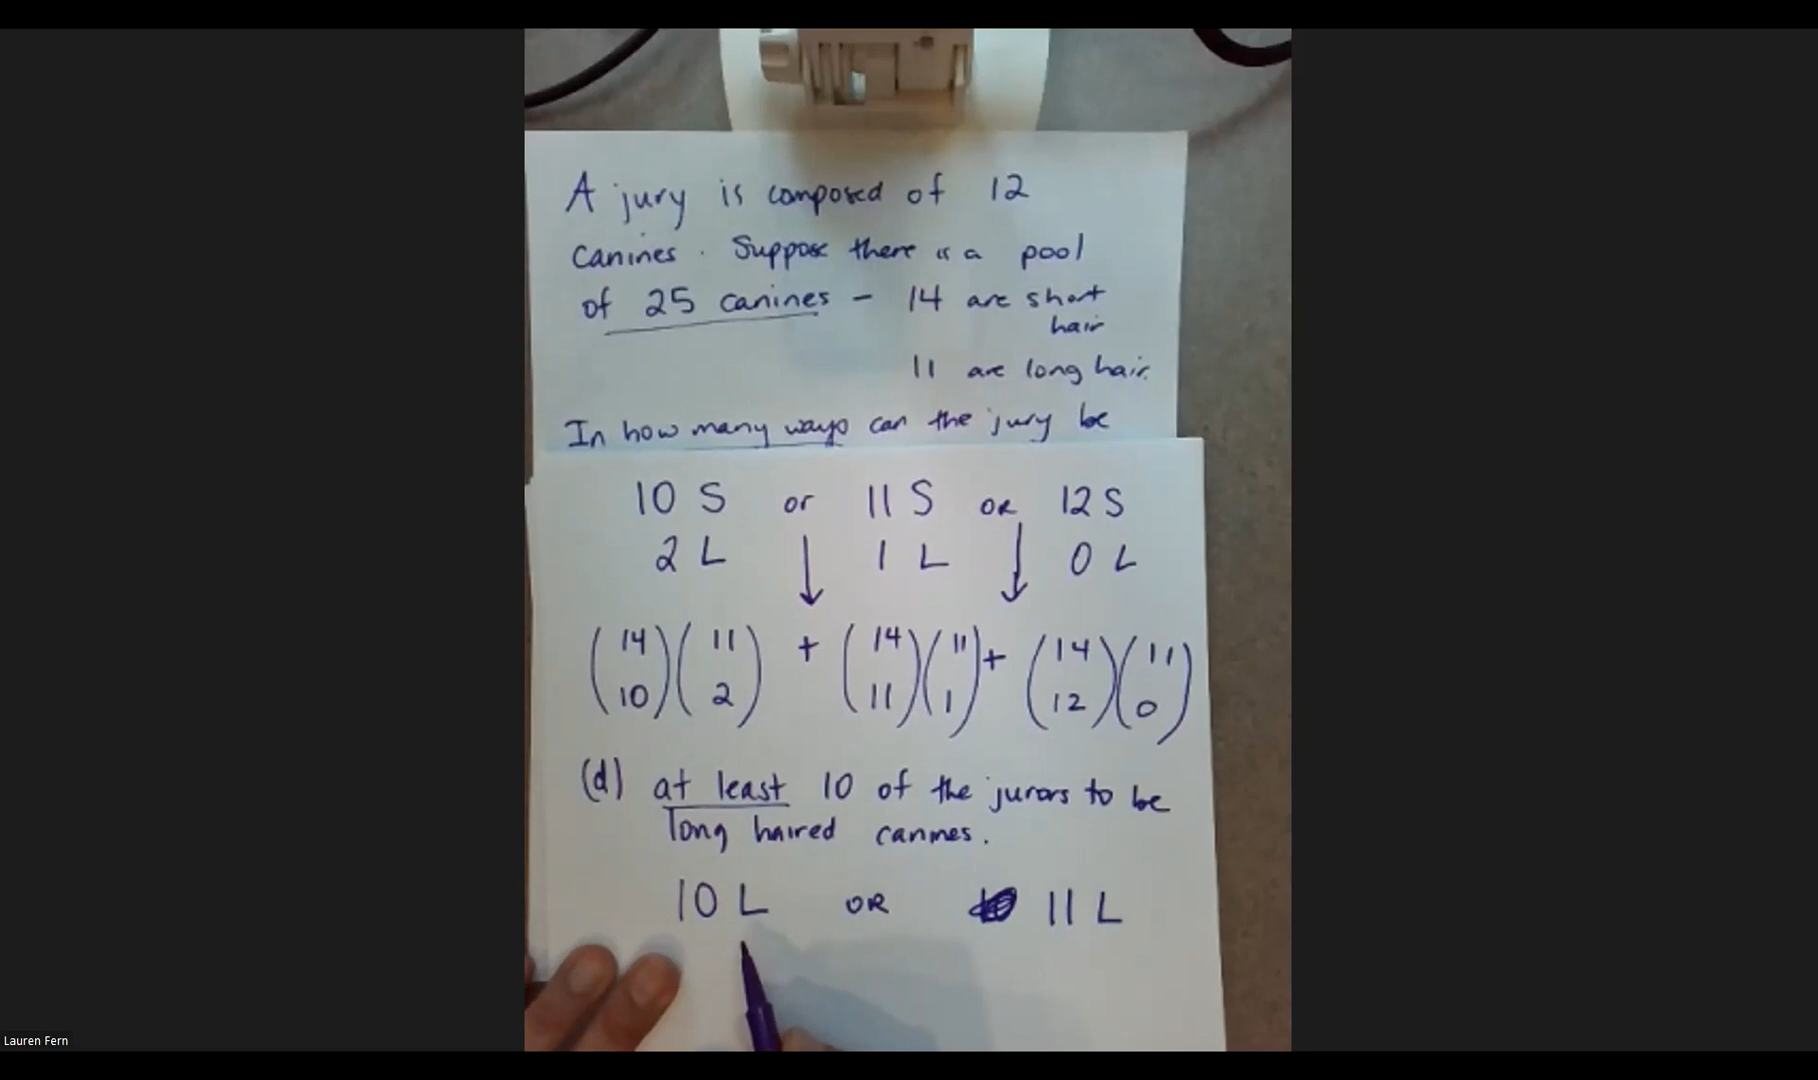 A jury is composed of 12
canines. Suppose there is a pool
of 25 canines - 14 are short
hair
11 are long hair.
In how many ways can the jury be
10 S or 11 S OR 12 S
2 L 1 L 0 L
(14 10)(11 2) + (14 11)(11 1) + (14 12)(11 0)
(d) at least 10 of the jurors to be
long haired canines.
10 L OR 11 L
Lauren Fern